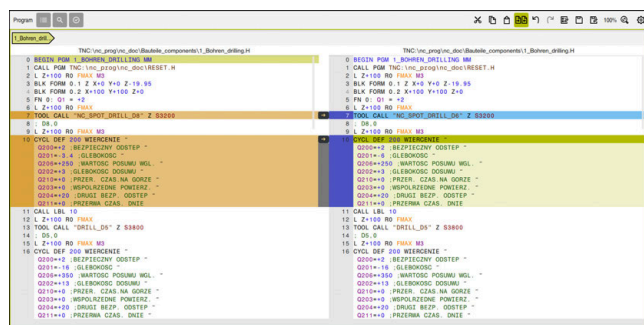 Program
100%
1_Bohren_drill...
TNC:\nc_prog\nc_doc\Bauteile_components\1_Bohren_drilling.H
0 BEGIN PGM 1_BOHREN_DRILLING MM
1 CALL PGM TNC:\nc_prog\nc_doc\RESET.H
2 L Z+100 R0 FMAX M3
3 BLK FORM 0.1 Z X+0 Y+0 Z-19.95
4 BLK FORM 0.2 X+100 Y+100 Z+0
5 FN 0: Q1 = +2
6 L Z+100 R0 FMAX
7 TOOL CALL "NC_SPOT_DRILL_D8" Z S3200
8 ; D8,0
9 L Z+100 R0 FMAX M3
10 CYCL DEF 200 WIERCENIE ~
Q200=+2 ;BEZPIECZNY ODSTEP ~
Q201=-3.4 ;GLEBOKOSC ~
Q206=+250 ;WARTOSC POSUWU WGL. ~
Q202=+3 ;GLEBOKOSC DOSUWU ~
Q210=+0 ;PRZER. CZAS.NA GORZE ~
Q203=+0 ;WSPOLRZEDNE POWIERZ. ~
Q204=+20 ;DRUGI BEZP. ODSTEP ~
Q211=+0 ;PRZERWA CZAS. DNIE ~
11 CALL LBL 10
12 L Z+100 R0 FMAX
13 TOOL CALL "DRILL_D5" Z S3800
14 ; D5,0
15 L Z+100 R0 FMAX M3
16 CYCL DEF 200 WIERCENIE ~
Q200=+2 ;BEZPIECZNY ODSTEP ~
Q201=-16 ;GLEBOKOSC ~
Q206=+350 ;WARTOSC POSUWU WGL. ~
Q202=+13 ;GLEBOKOSC DOSUWU ~
Q210=+0 ;PRZER. CZAS.NA GORZE ~
Q203=+0 ;WSPOLRZEDNE POWIERZ. ~
Q204=+20 ;DRUGI BEZP. ODSTEP ~
Q211=+0 ;PRZERWA CZAS. DNIE ~
TNC:\nc_prog\nc_doc\Bauteile_components\1_Bohren_drilling.H
0 BEGIN PGM 1_BOHREN_DRILLING MM
1 CALL PGM TNC:\nc_prog\nc_doc\RESET.H
2 L Z+100 R0 FMAX M3
3 BLK FORM 0.1 Z X+0 Y+0 Z-19.95
4 BLK FORM 0.2 X+100 Y+100 Z+0
5 FN 0: Q1 = +2
6 L Z+100 R0 FMAX
7 TOOL CALL "NC_SPOT_DRILL_D6" Z S3200
8 ; D6,0
9 L Z+100 R0 FMAX M3
10 CYCL DEF 200 WIERCENIE ~
Q200=+2 ;BEZPIECZNY ODSTEP ~
Q201=-6 ;GLEBOKOSC ~
Q206=+250 ;WARTOSC POSUWU WGL. ~
Q202=+3 ;GLEBOKOSC DOSUWU ~
Q210=+0 ;PRZER. CZAS.NA GORZE ~
Q203=+0 ;WSPOLRZEDNE POWIERZ. ~
Q204=+20 ;DRUGI BEZP. ODSTEP ~
Q211=+0 ;PRZERWA CZAS. DNIE ~
11 CALL LBL 10
12 L Z+100 R0 FMAX
13 TOOL CALL "DRILL_D5" Z S3800
14 ; D5,0
15 L Z+100 R0 FMAX M3
16 CYCL DEF 200 WIERCENIE ~
Q200=+2 ;BEZPIECZNY ODSTEP ~
Q201=-16 ;GLEBOKOSC ~
Q206=+350 ;WARTOSC POSUWU WGL. ~
Q202=+13 ;GLEBOKOSC DOSUWU ~
Q210=+0 ;PRZER. CZAS.NA GORZE ~
Q203=+0 ;WSPOLRZEDNE POWIERZ. ~
Q204=+20 ;DRUGI BEZP. ODSTEP ~
Q211=+0 ;PRZERWA CZAS. DNIE ~